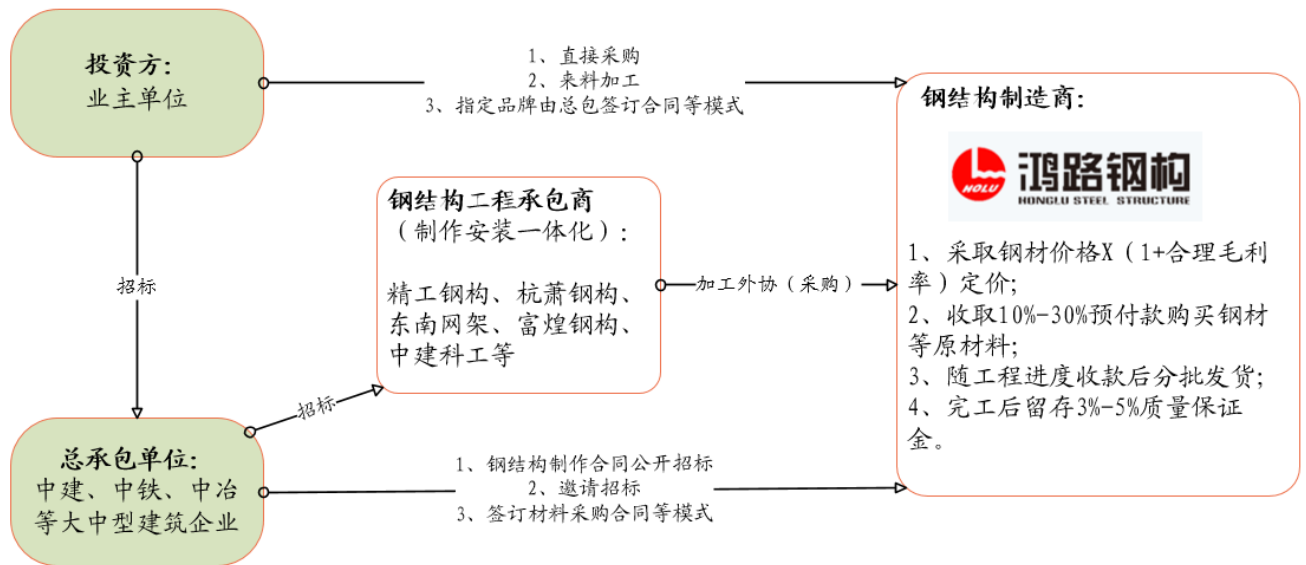 投资方：
业主单位
1、直接采购
2、来料加工
3、指定品牌由总包签订合同等模式
钢结构制造商：
HOLU
鸿路钢构
HONGLU STEEL STRUCTURE
1、采取钢材价格X（1+合理毛利
率）定价；
2、收取10%-30%预付款购买钢材
等原材料；
3、随工程进度收款后分批发货；
4、完工后留存3%-5%质量保证
金。
钢结构工程承包商
（制作安装一体化）：
精工钢构、杭萧钢构、
东南网架、富煌钢构、
中建科工等
加工外协（采购）
招标
招标
总承包单位：
中建、中铁、中冶
等大中型建筑企业
1、钢结构制作合同公开招标
2、邀请招标
3、签订材料采购合同等模式